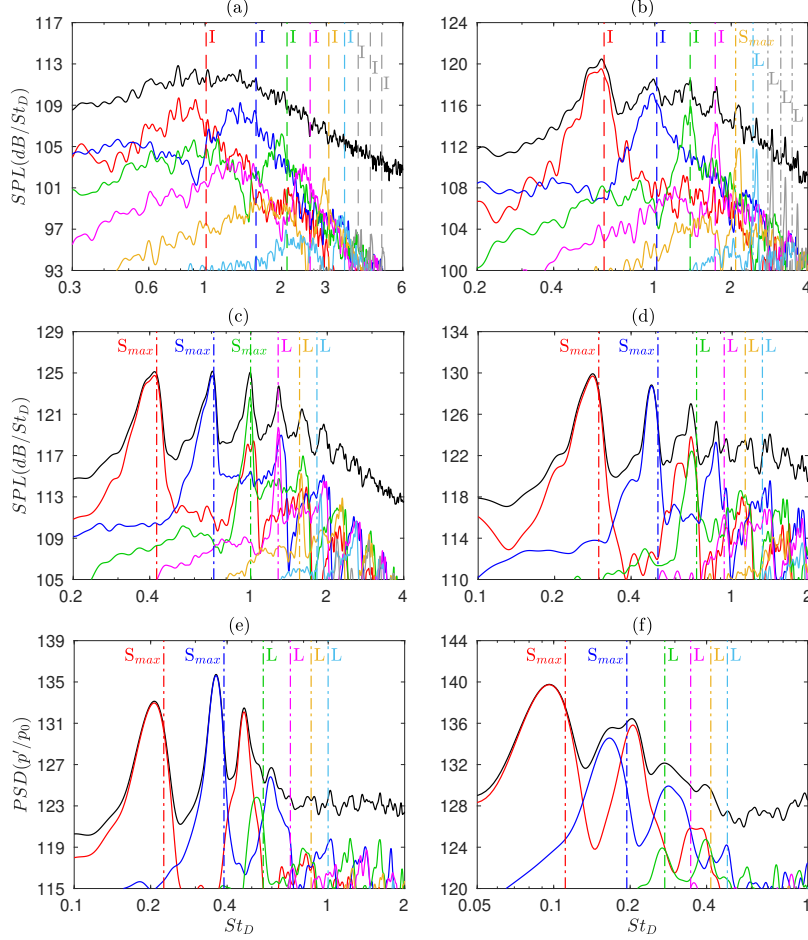 (a)
I I I I I I I I I
SPL(dB/St_D)
117
113
109
105
101
97
93
0.3 0.6 1 2 3 6
(b)
I I I I S_max L L L L
124
120
116
112
108
104
100
0.2 0.4 1 2 4
(c)
S_max S_max S_max L L L
SPL(dB/St_D)
129
125
121
117
113
109
105
0.2 0.4 1 2 4
(d)
S_max S_max L L L L
134
130
126
122
118
114
110
0.1 0.2 0.4 1 2
(e)
S_max S_max L L L L
PSD(p'/p_0)
139
135
131
127
123
119
115
0.1 0.2 0.4 1 2
St_D
(f)
S_max S_max L L L L
144
140
136
132
128
124
120
0.05 0.1 0.2 0.4 1
St_D